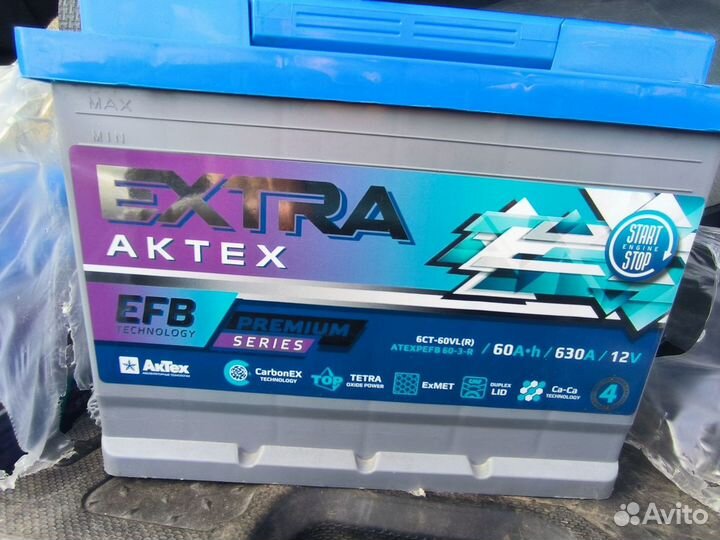 MAX
MIN
EXTRA
AKTEX
START
ENGINE
STOP
EFB
TECHNOLOGY
PREMIUM
SERIES
6CT-60VL(R)
ATEXPEFB 60-3-R
/ 60A•h / 630A / 12V
АкТех
CarbonEX
TECHNOLOGY
TOP
TETRA
OXIDE POWER
ExMET
DUPLEX
LID
Ca-Ca
TECHNOLOGY
4
Avito